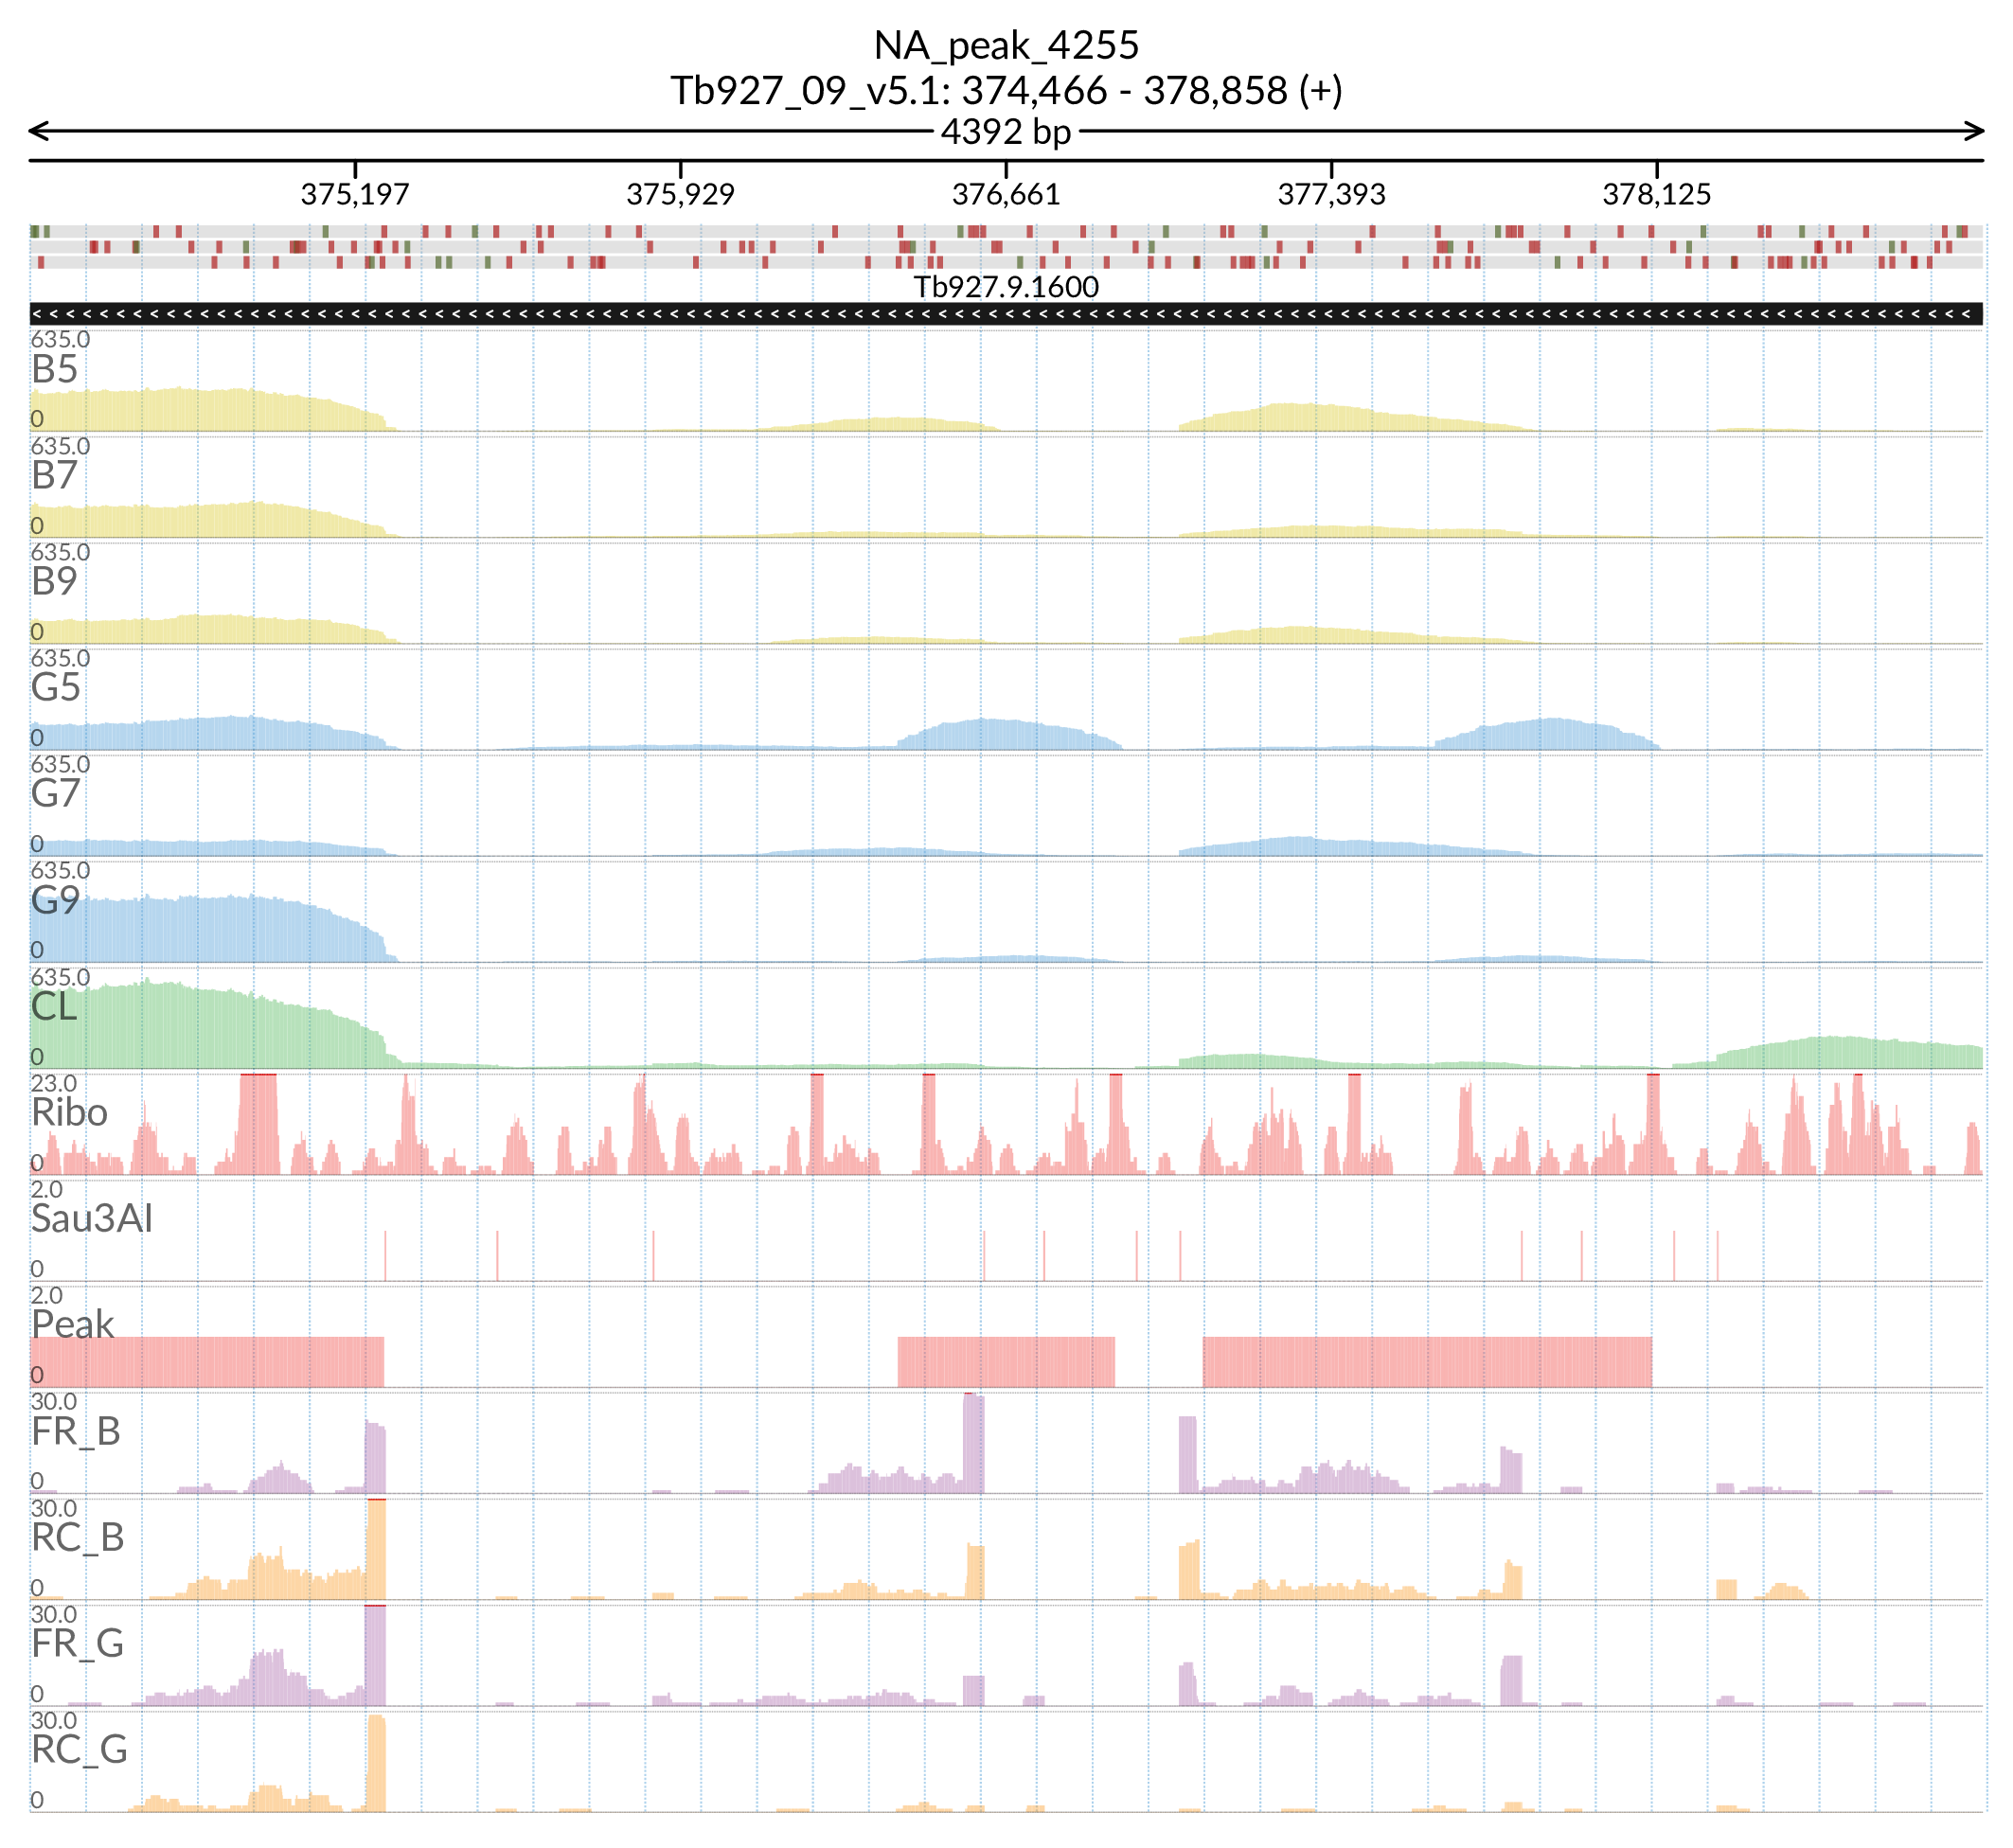 NA_peak_4255
Tb927_09_v5.1: 374,466 - 378,858 (+)
4392 bp
375,197 375,929 376,661 377,393 378,125
Tb927.9.1600
635.0
B5
0
635.0
B7
0
635.0
B9
0
635.0
G5
0
635.0
G7
0
635.0
G9
0
635.0
CL
0
23.0
Ribo
0
2.0
Sau3AI
0
2.0
Peak
0
30.0
FR_B
0
30.0
RC_B
0
30.0
FR_G
0
30.0
RC_G
0